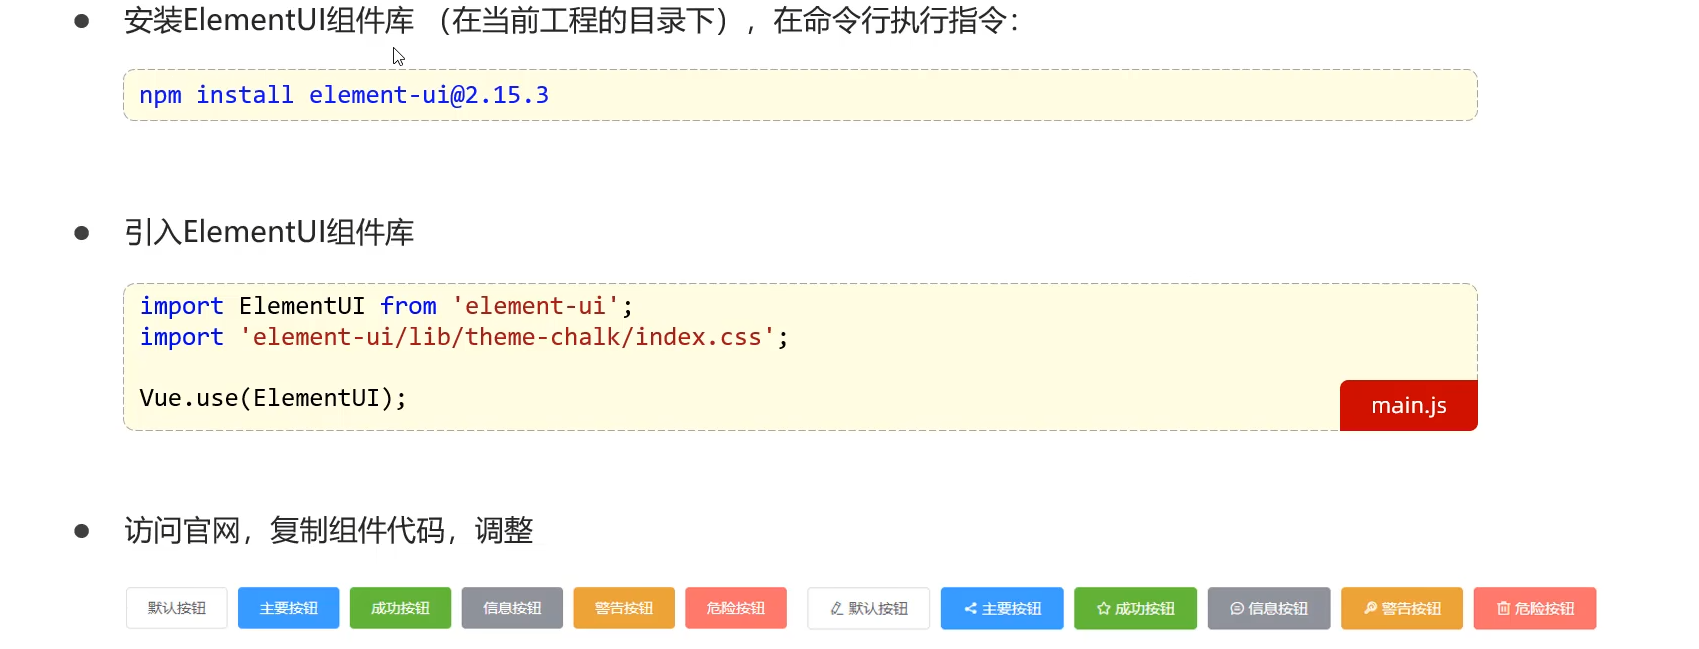 安装ElementUI组件库 （在当前工程的目录下），在命令行执行指令：
npm install element-ui@2.15.3
引入ElementUI组件库
import ElementUI from 'element-ui';
import 'element-ui/lib/theme-chalk/index.css';
Vue.use(ElementUI);
main.js
访问官网，复制组件代码，调整
默认按钮 主要按钮 成功按钮 信息按钮 警告按钮 危险按钮 默认按钮 主要按钮 成功按钮 信息按钮 警告按钮 危险按钮